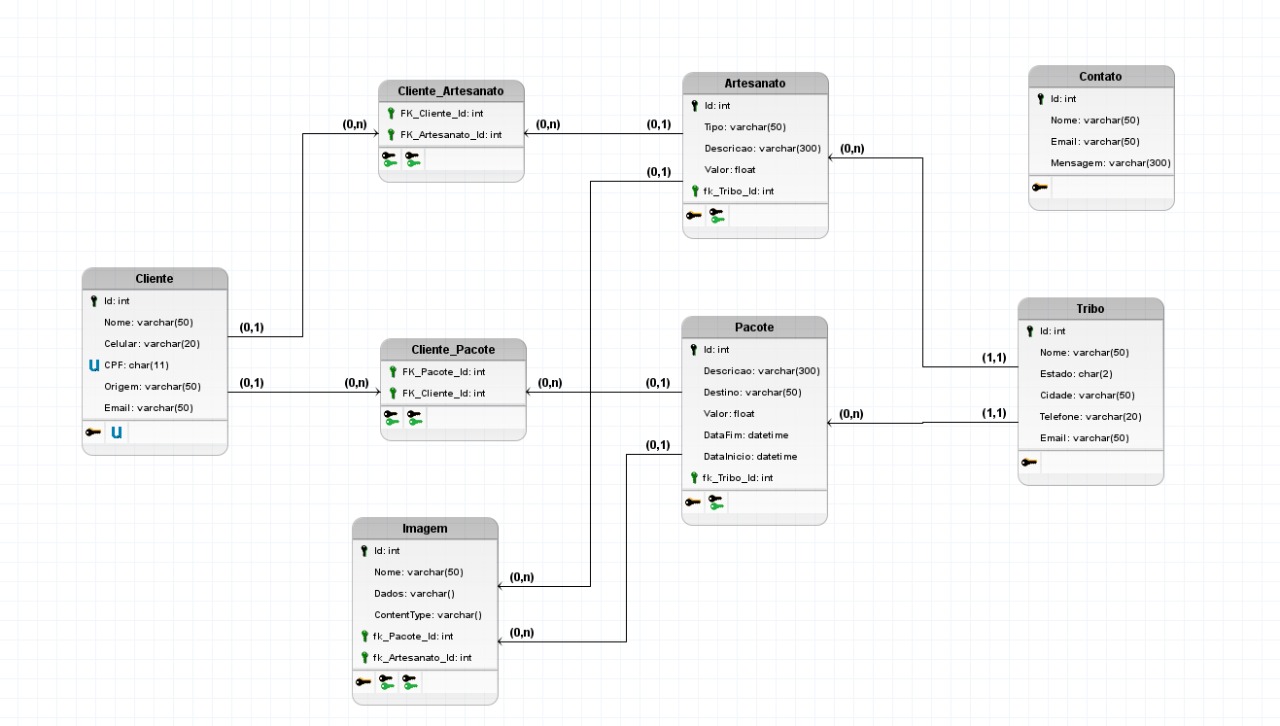 Cliente_Artesanato
FK_Cliente_Id: int
FK_Artesanato_Id: int
(0,n)
(0,n)
(0,1)
(0,1)
Artesanato
Id: int
Tipo: varchar(50)
Descricao: varchar(300)
Valor: float
fk_Tribo_Id: int
(0,n)
Contato
Id: int
Nome: varchar(50)
Email: varchar(50)
Mensagem: varchar(300)
Cliente
Id: int
Nome: varchar(50)
Celular: varchar(20)
U CPF: char(11)
Origem: varchar(50)
Email: varchar(50)
U
(0,1)
(0,1)
(0,n)
Cliente_Pacote
FK_Pacote_Id: int
FK_Cliente_Id: int
(0,n)
(0,1)
(0,1)
Pacote
Id: int
Descricao: varchar(300)
Destino: varchar(50)
Valor: float
DataFim: datetime
DataInicio: datetime
fk_Tribo_Id: int
(0,n)
(1,1)
(1,1)
Tribo
Id: int
Nome: varchar(50)
Estado: char(2)
Cidade: varchar(50)
Telefone: varchar(20)
Email: varchar(50)
Imagem
Id: int
Nome: varchar(50)
Dados: varchar()
ContentType: varchar()
fk_Pacote_Id: int
fk_Artesanato_Id: int
(0,n)
(0,n)